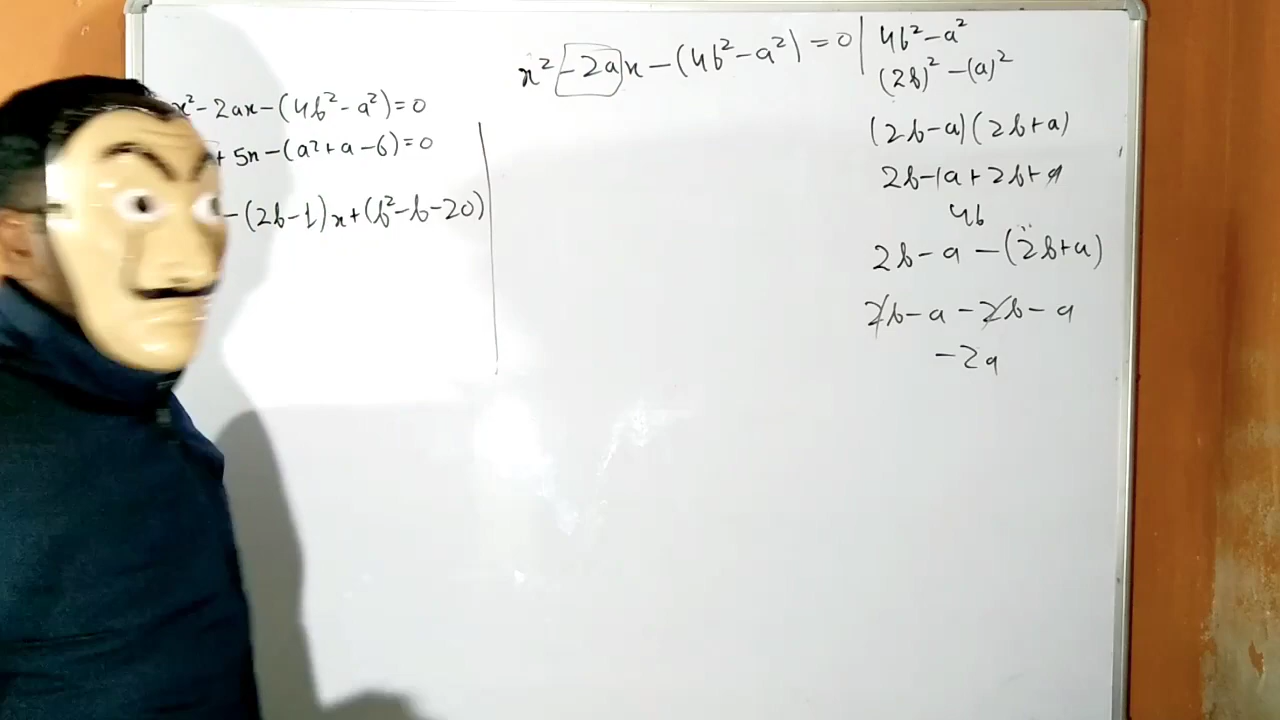 x² - 2ax - (4b² - a²) = 0
+ 5x - (a² + a - 6) = 0
- (2b - 1)x + (b² - b - 20)
x² - 2ax - (4b² - a²) = 0
4b² - a²
(2b)² - (a)²
(2b - a)(2b + a)
2b - 1a + 2b + a
4b
2b - a - (2b + a)
2b - a - 2b - a
-2a